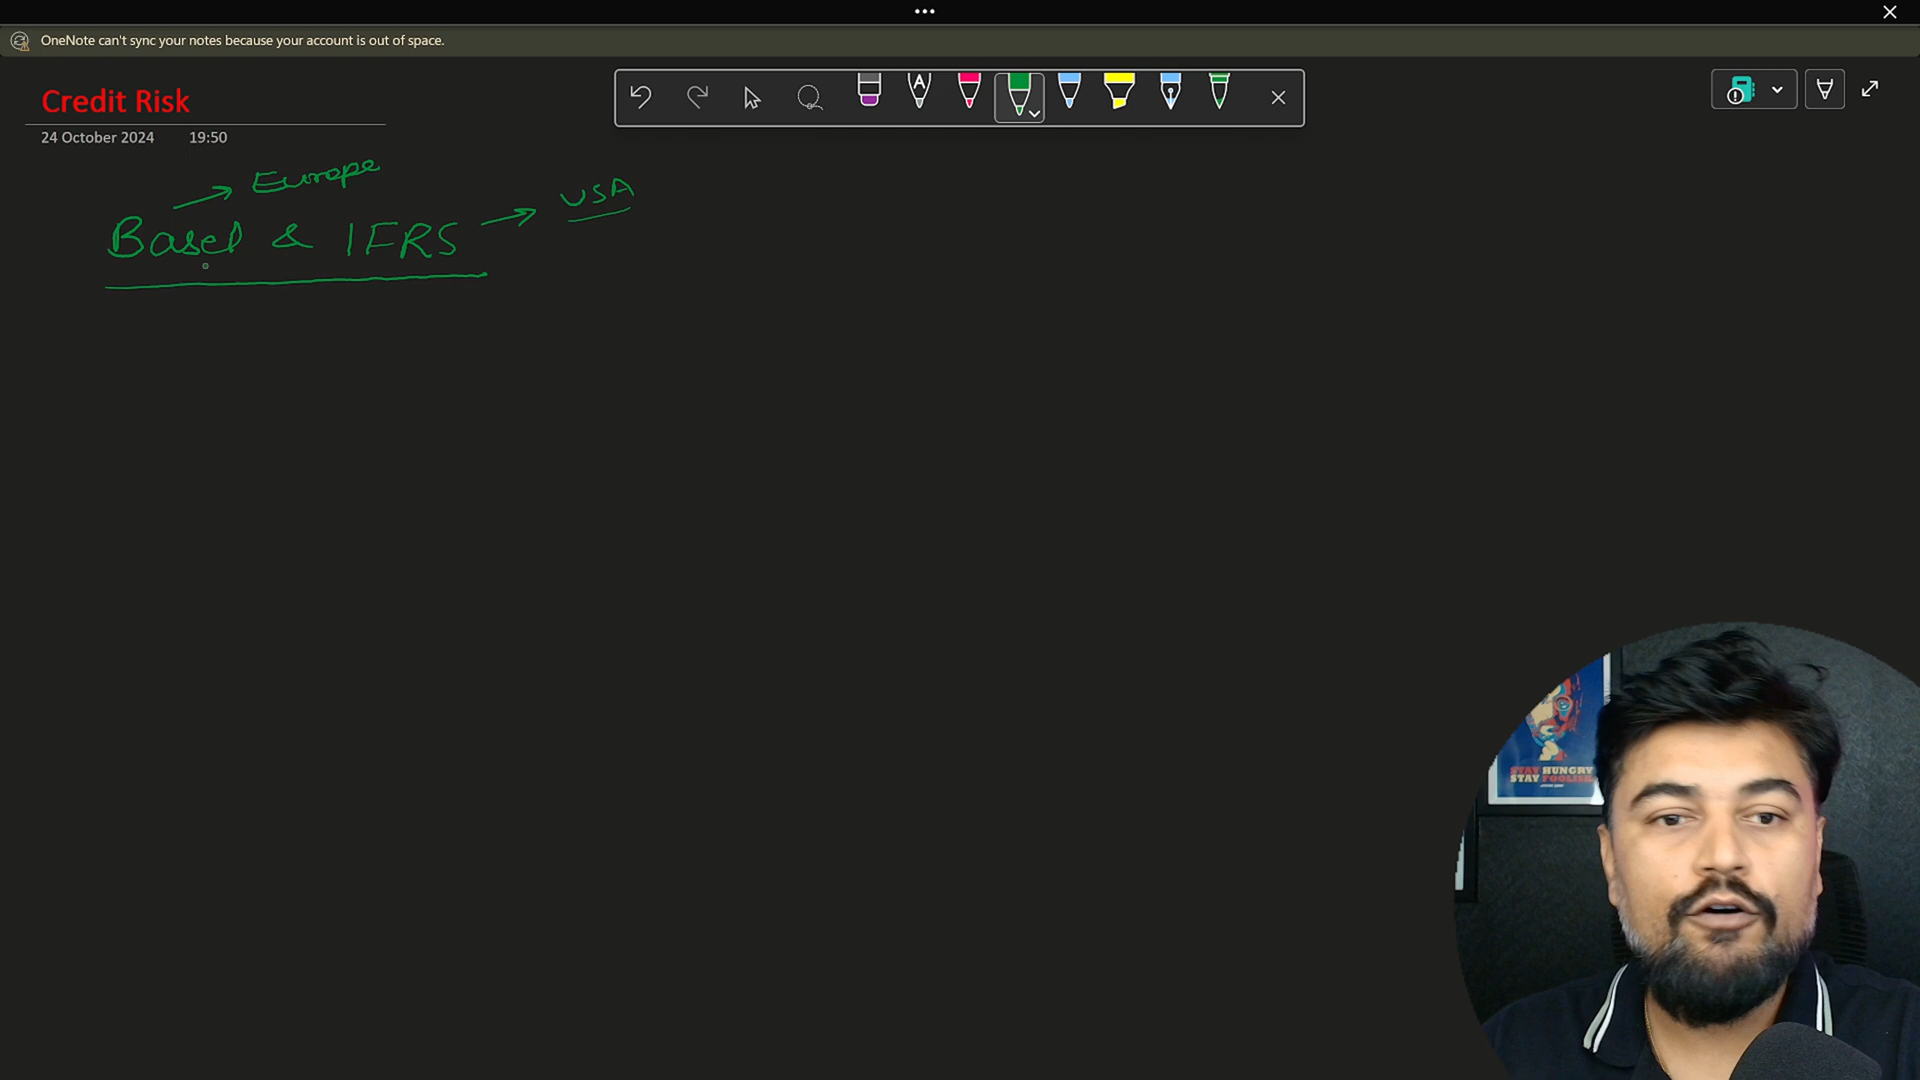 OneNote can't sync your notes because your account is out of space.
Credit Risk
24 October 2024 19:50
→ Europe
Basel & IFRS → USA
STAY HUNGRY
STAY FOOLISH